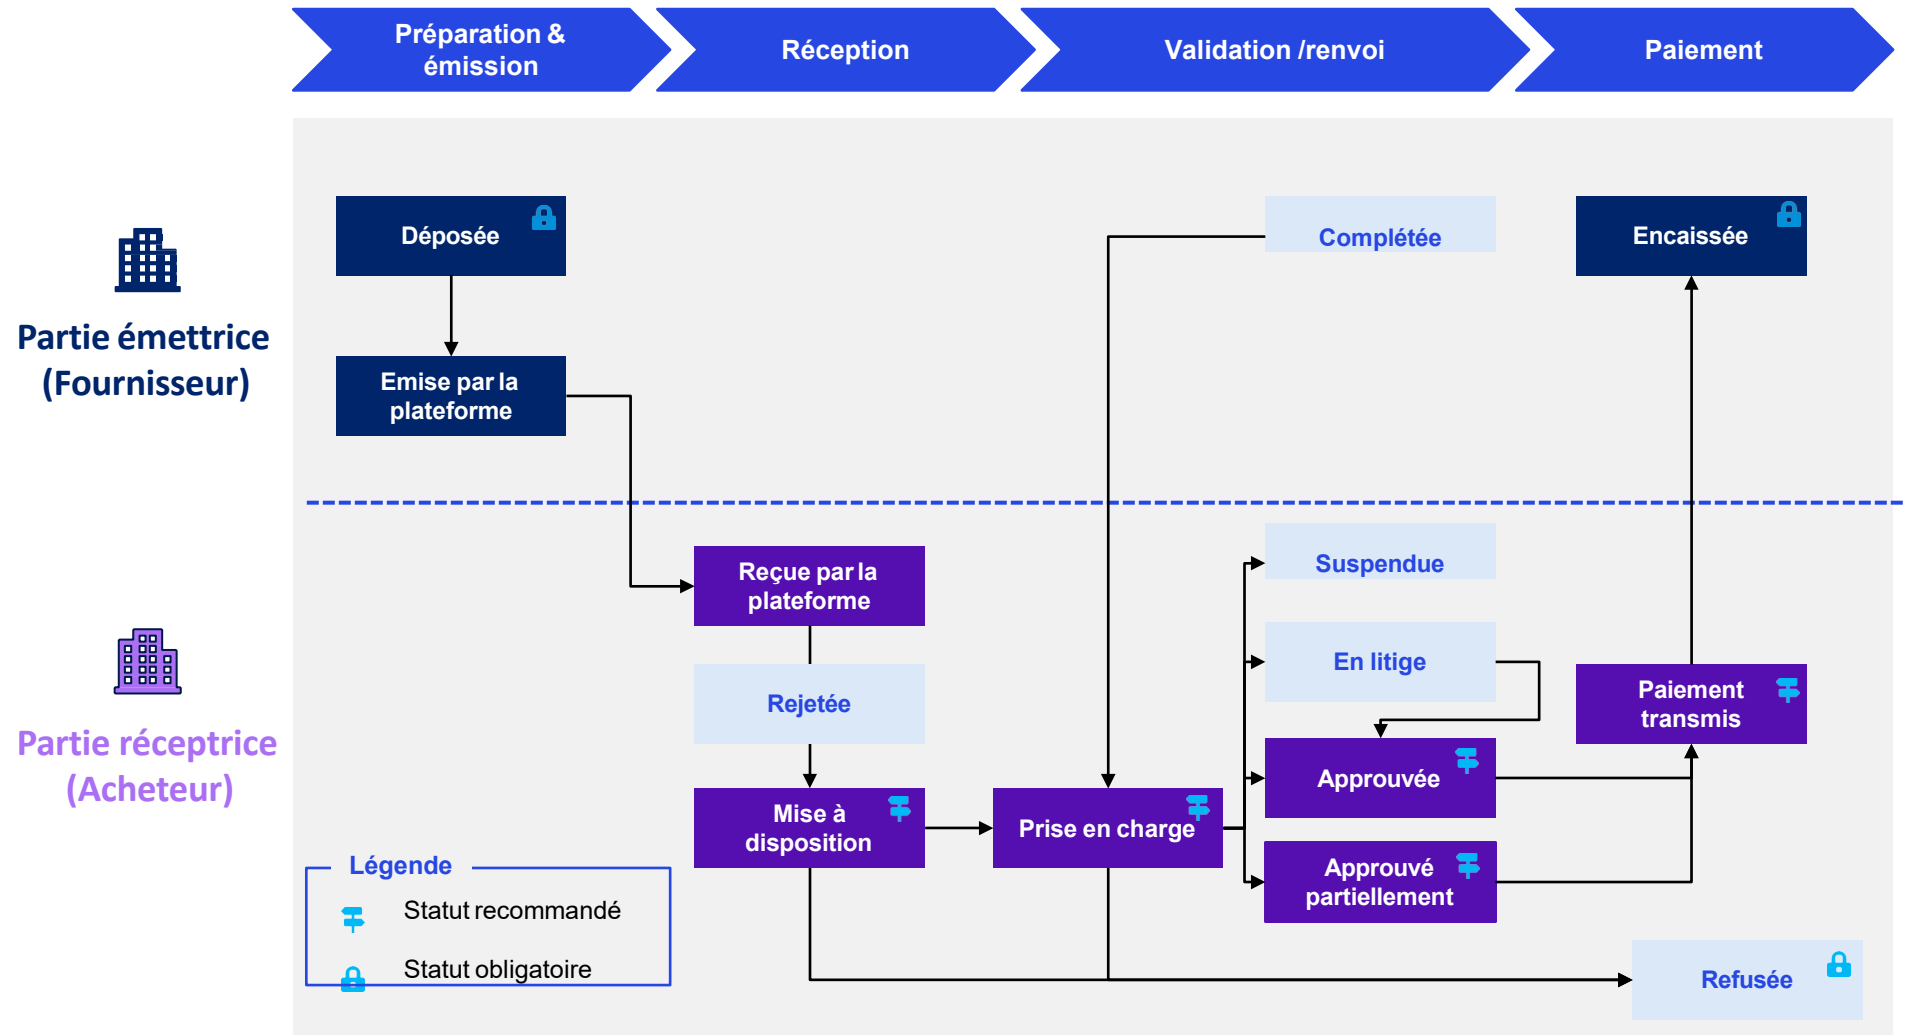 Préparation &
émission
Réception
Validation /renvoi
Paiement
Déposée
Complétée
Encaissée
Partie émettrice
(Fournisseur)
Emise par la
plateforme
Reçue par la
plateforme
Suspendue
En litige
Rejetée
Paiement
transmis
Partie réceptrice
(Acheteur)
Approuvée
Mise à
disposition
Prise en charge
Approuvé
partiellement
Légende
Statut recommandé
Statut obligatoire
Refusée